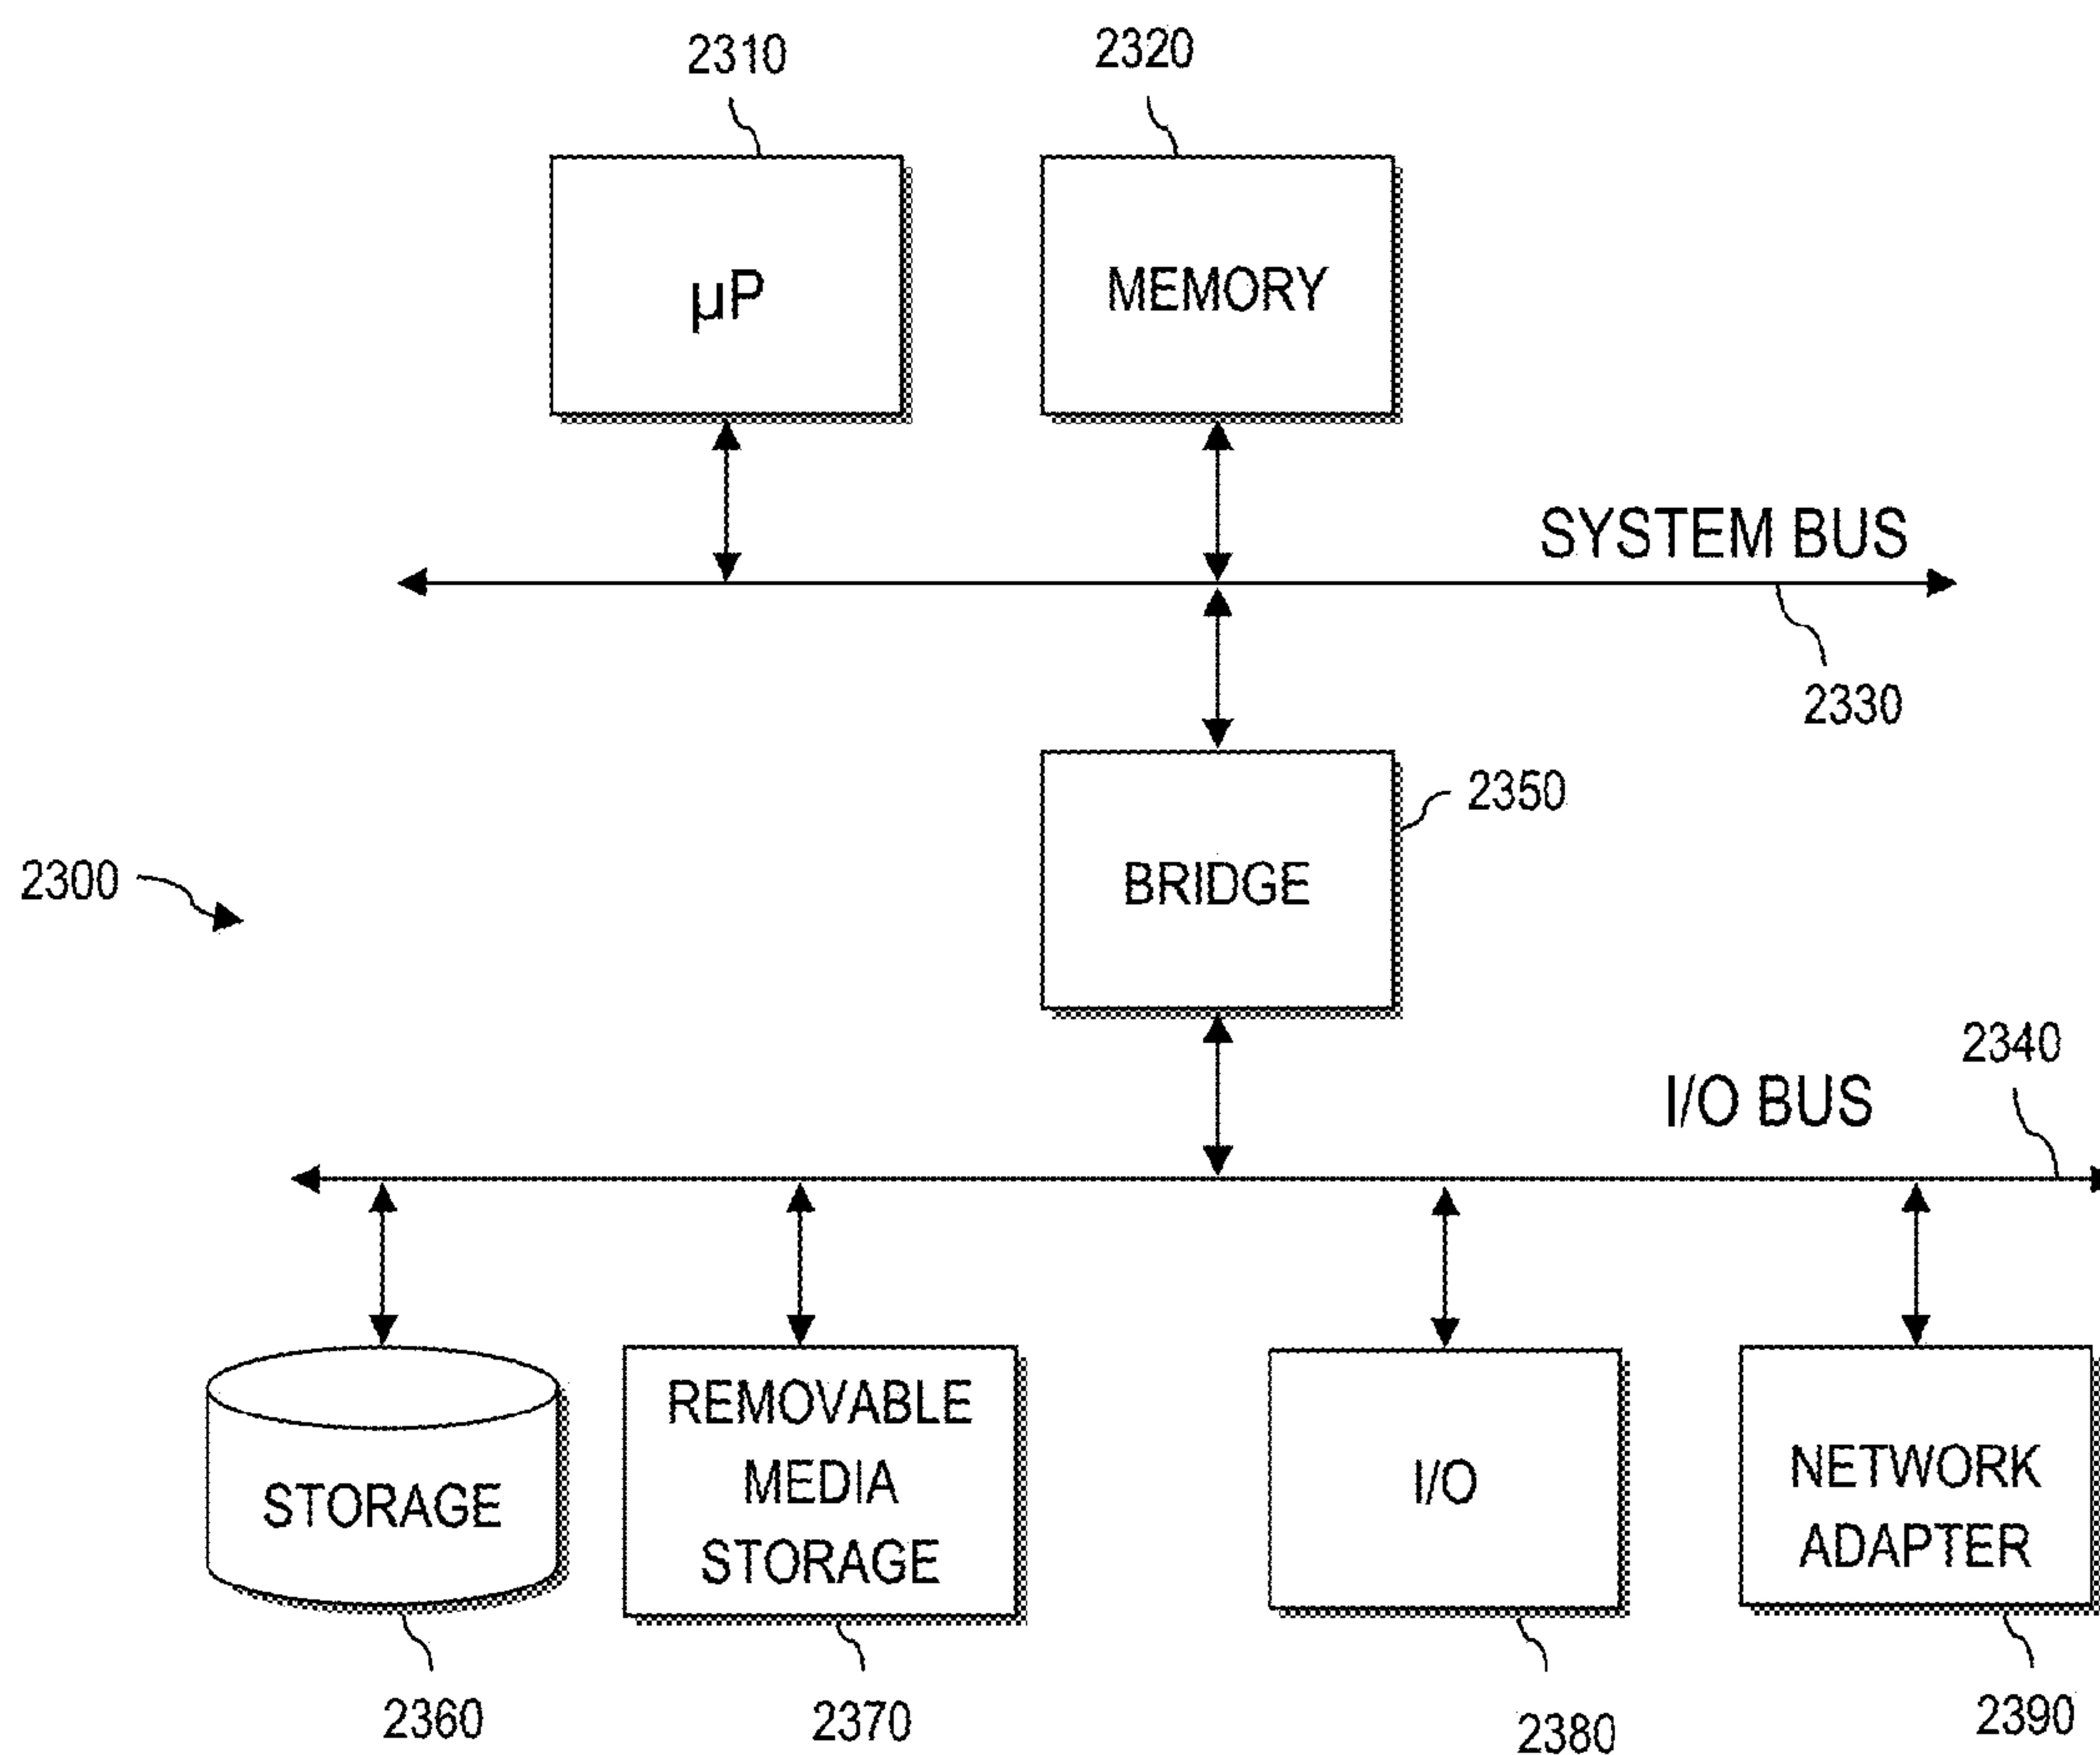 2310
2320
µP
MEMORY
SYSTEM BUS
2330
2350
BRIDGE
2300
2340
I/O BUS
STORAGE
REMOVABLE
MEDIA
STORAGE
I/O
NETWORK
ADAPTER
2360
2370
2380
2390